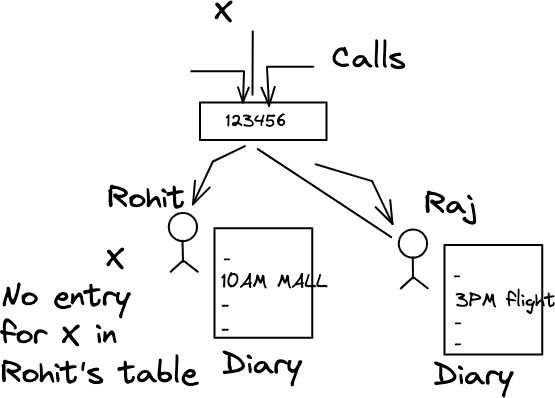 X
Calls
123456
Rohit
Raj
X
No entry
for X in
Rohit's table
-
10AM MALL
-
-
Diary
-
3PM flight
-
-
Diary